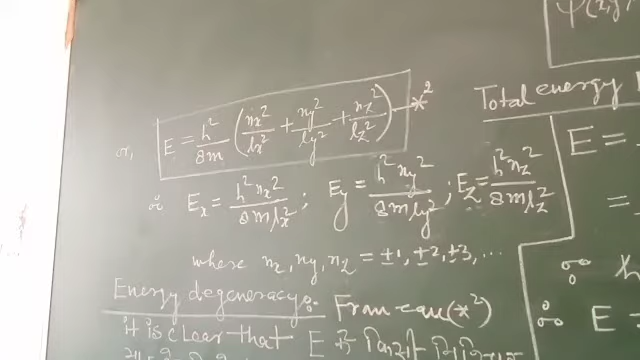 ψ(x,
or, E = h²/8m (nx²/lx² + ny²/ly² + nz²/lz²) —*²
∴ Ex = h²nx²/8mlx² ; Ey = h²ny²/8mly² ; Ez = h²nz²/8mlz²
where nx, ny, nz = ±1, ±2, ±3, ...
Energy degeneracy:- From eqn (*²)
it is clear that E के किसी
Total energy
E =
=
∵
∴ E =